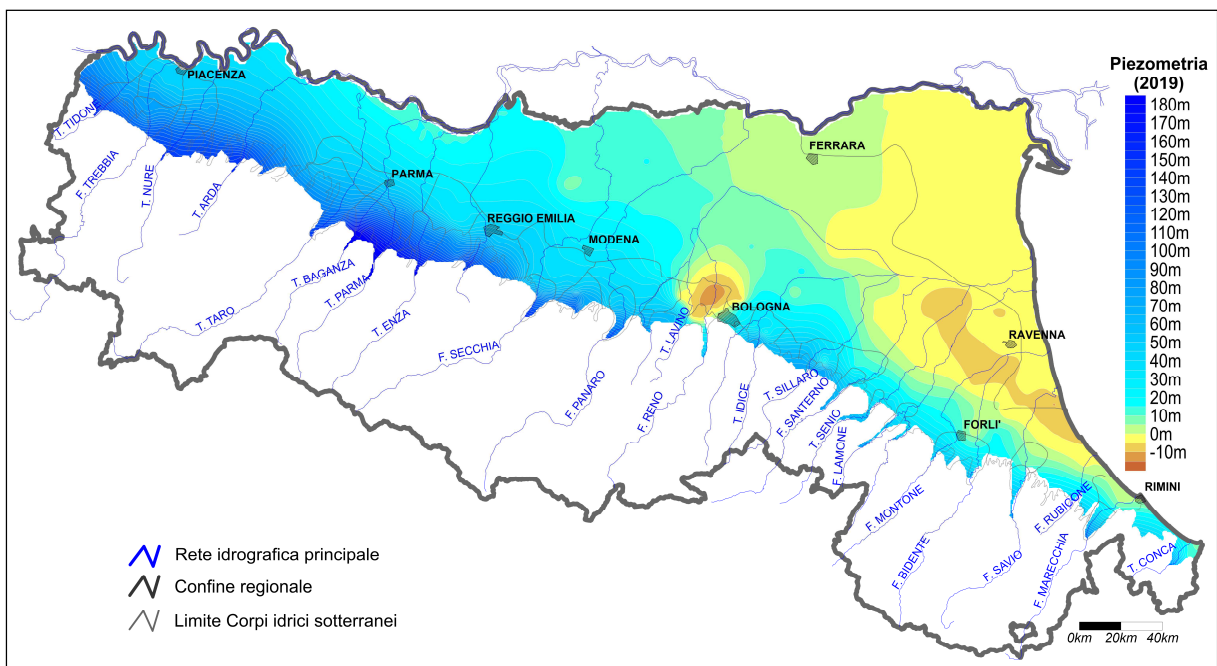 Piezometria
(2019)
180m
170m
160m
150m
140m
130m
120m
110m
100m
90m
80m
70m
60m
50m
40m
30m
20m
10m
0m
-10m
PIACENZA
PARMA
REGGIO EMILIA
MODENA
BOLOGNA
FERRARA
RAVENNA
FORLI'
RIMINI
T. TIDONE
F. TREBBIA
T. NURE
T. ARDA
T. TARO
T. BAGANZA
T. PARMA
T. ENZA
F. SECCHIA
F. PANARO
T. LAVINO
F. RENO
T. IDICE
T. SILLARO
F. SANTERNO
T. SENIC
F. LAMCNE
F. MONTONE
F. BIDENTE
F. SAVIO
F. RUBICONE
F. MARECCHIA
T. CONCA
Rete idrografica principale
Confine regionale
Limite Corpi idrici sotterranei
0km 20km 40km